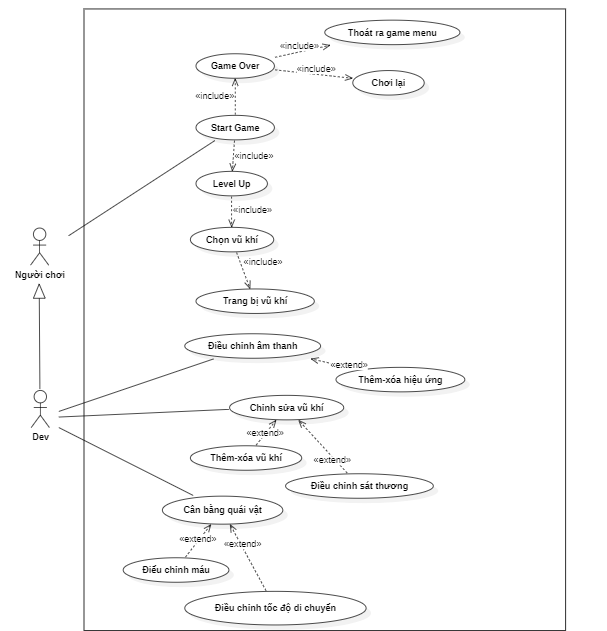 Thoát ra game menu
«include»
Game Over
«include»
Chơi lại
«include»
Start Game
«include»
Level Up
«include»
Chọn vũ khí
«include»
Người chơi
Trang bị vũ khí
Điều chỉnh âm thanh
«extend»
Thêm-xóa hiệu ứng
Chỉnh sửa vũ khí
Dev
«extend»
Thêm-xóa vũ khí
«extend»
Điều chỉnh sát thương
Cân bằng quái vật
«extend»
«extend»
Điều chỉnh máu
Điều chỉnh tốc độ di chuyển